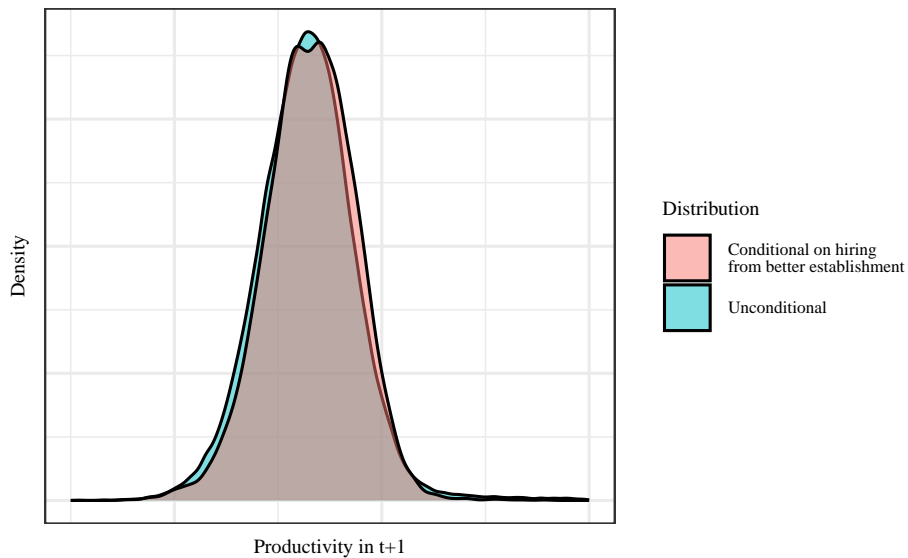 Density
Productivity in t+1
Distribution
Conditional on hiring
from better establishment
Unconditional